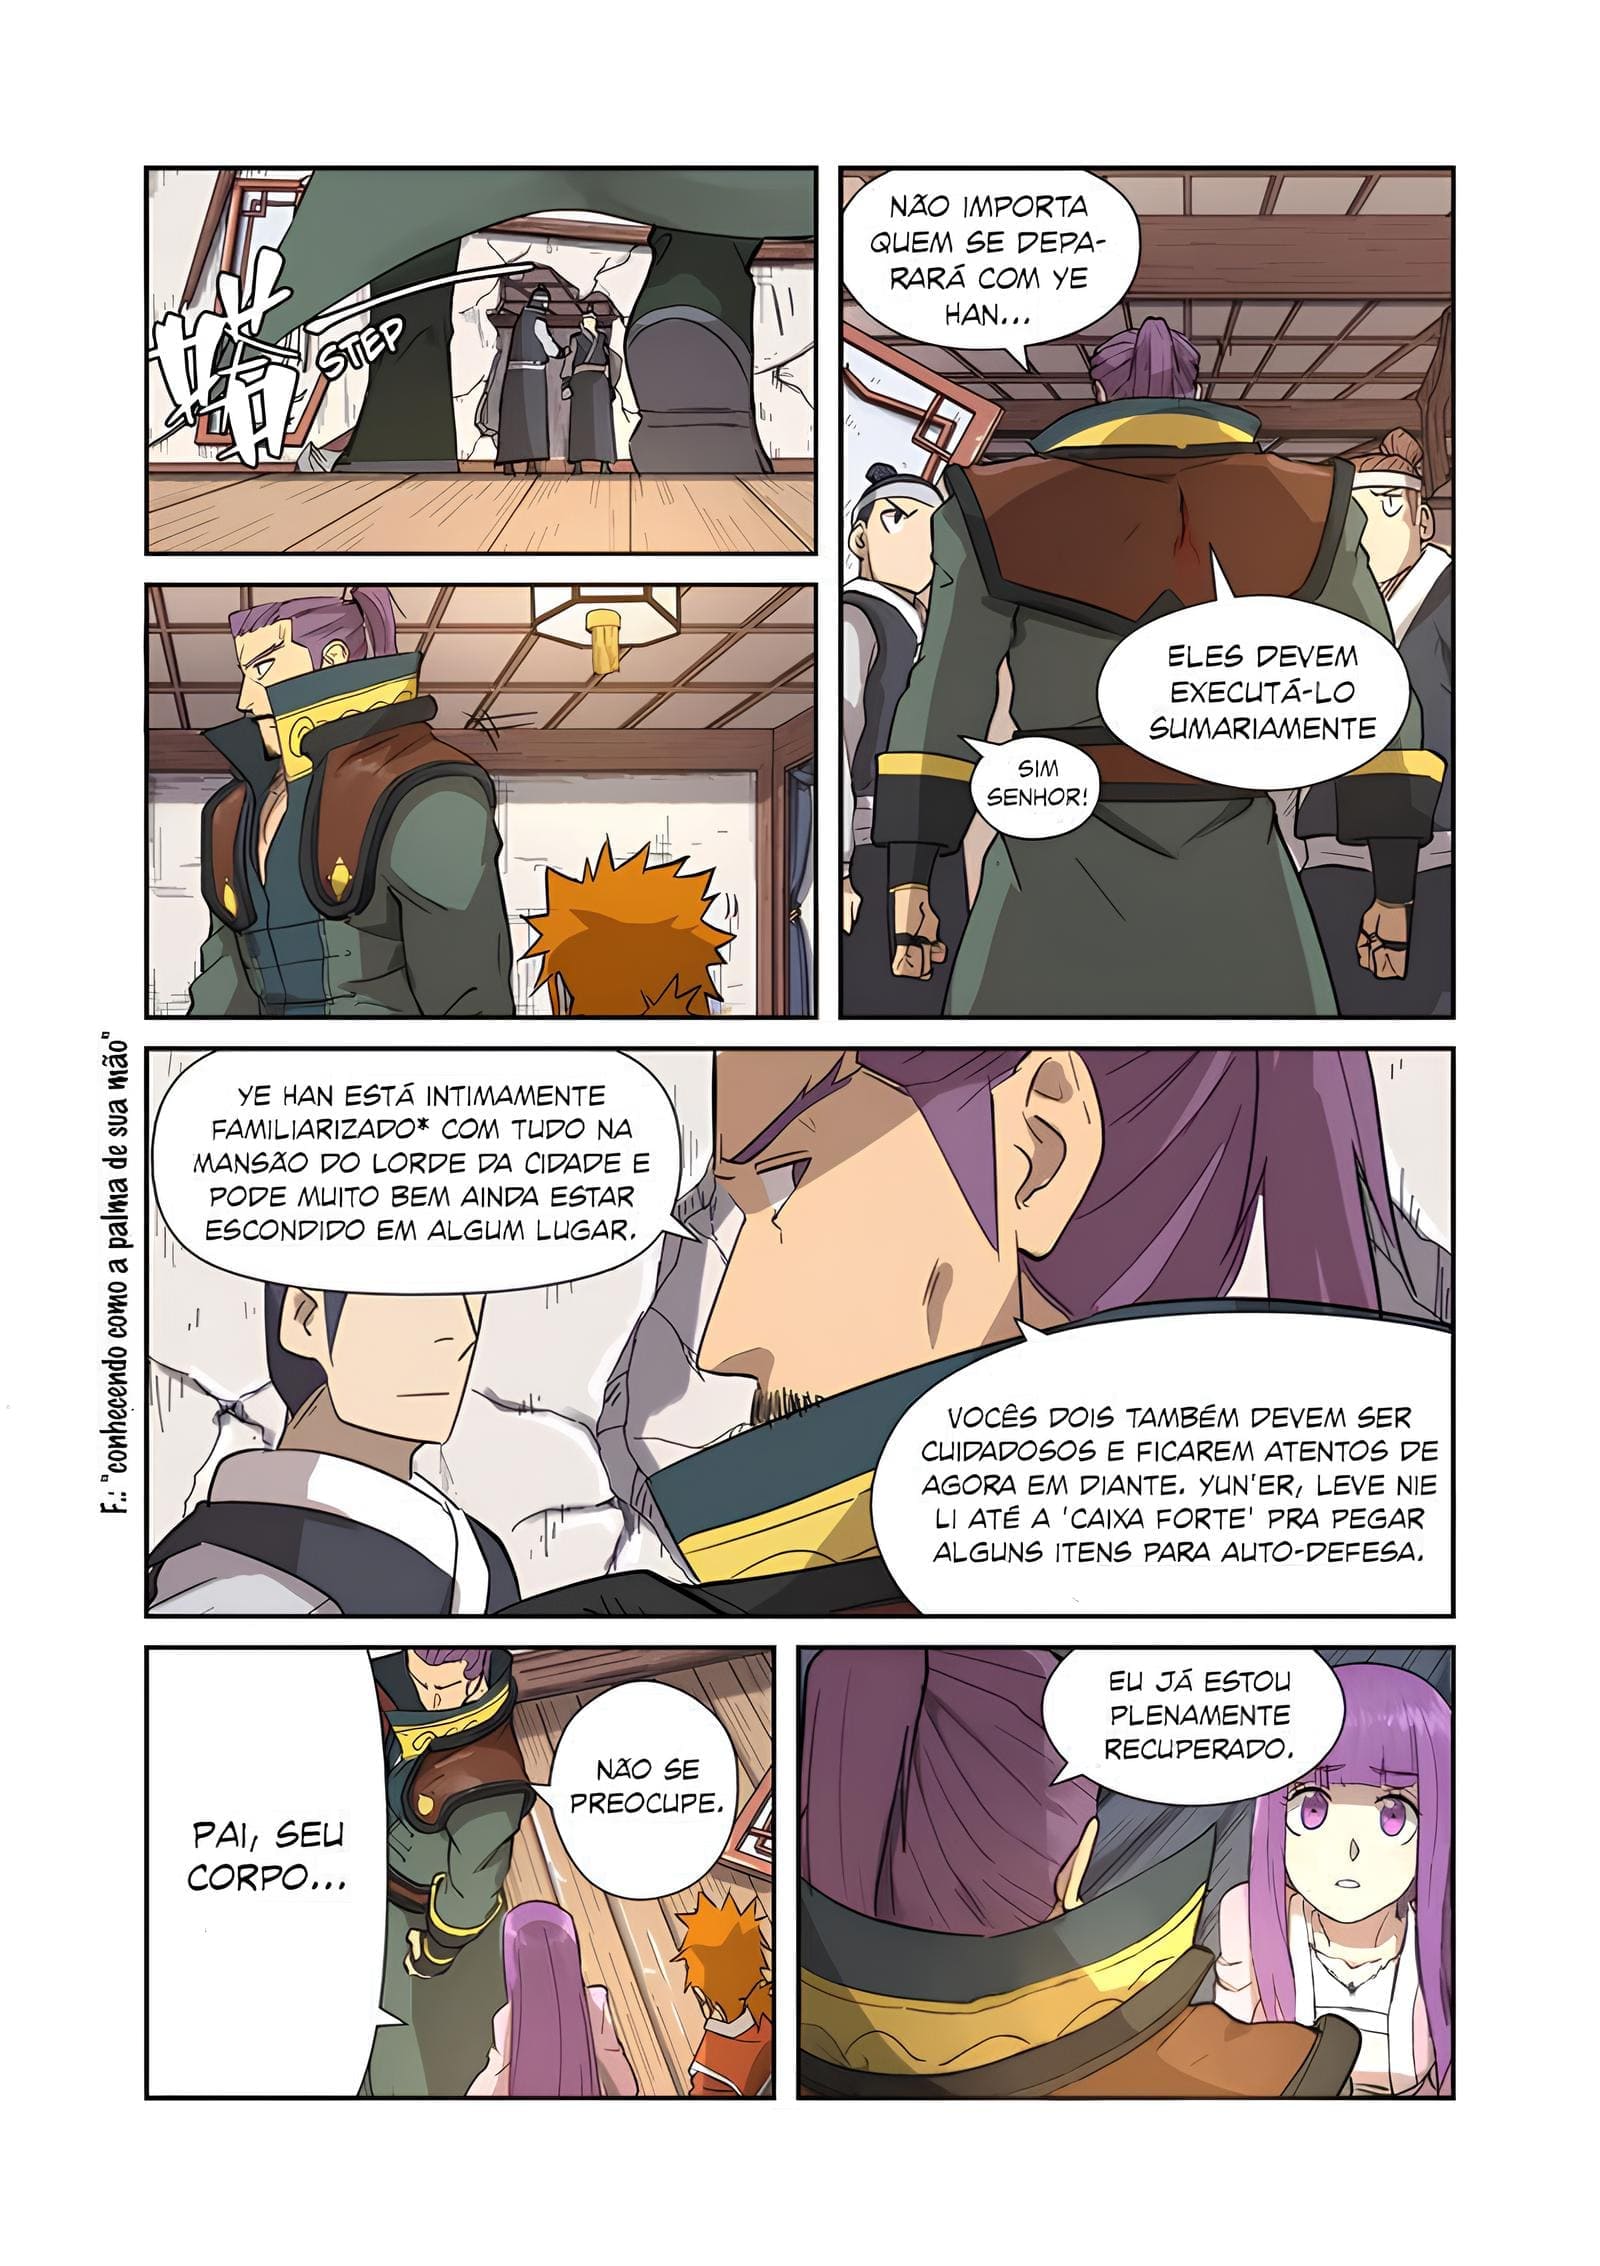 STEP
NÃO IMPORTA
QUEM SE DEPA-
RARÁ COM YE
HAN...
ELES DEVEM
EXECUTÁ-LO
SUMARIAMENTE
SIM
SENHOR!
YE HAN ESTÁ INTIMAMENTE
FAMILIARIZADO* COM TUDO NA
MANSÃO DO LORDE DA CIDADE E
PODE MUITO BEM AINDA ESTAR
ESCONDIDO EM ALGUM LUGAR.
F.: "conhecendo como a palma de sua mão"
VOCÊS DOIS TAMBÉM DEVEM SER
CUIDADOSOS E FICAREM ATENTOS DE
AGORA EM DIANTE. YUN'ER, LEVE NIE
LI ATÉ A 'CAIXA FORTE' PRA PEGAR
ALGUNS ITENS PARA AUTO-DEFESA.
PAI, SEU
CORPO...
NÃO SE
PREOCUPE.
EU JÁ ESTOU
PLENAMENTE
RECUPERADO.